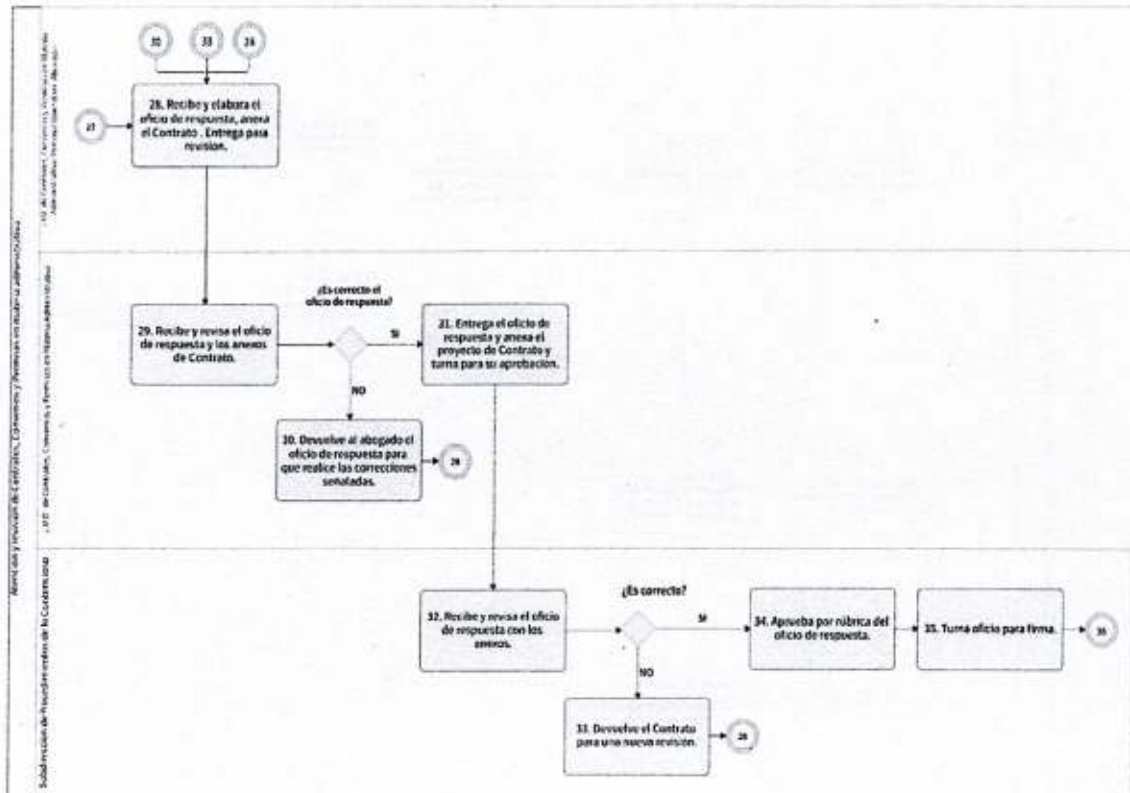 33
28. Recibe y elabora el
oficio de respuesta, anexa
el Contrato . Entrega para
revisión.
27
¿Es correcto el
oficio de respuesta?
29. Recibe y revisa el oficio
de respuesta y los anexos
de Contrato.
SI
31. Entrega el oficio de
respuesta y anexa el
proyecto de Contrato y
turna para su aprobación.
NO
30. Devuelve al abogado el
oficio de respuesta para
que realice las correcciones
señaladas.
28
¿Es correcto?
32. Recibe y revisa el oficio
de respuesta con los
anexos.
SI
34. Aprueba por rúbrica del
oficio de respuesta.
35. Turna oficio para firma.
NO
33. Devuelve el Contrato
para una nueva revisión.
28